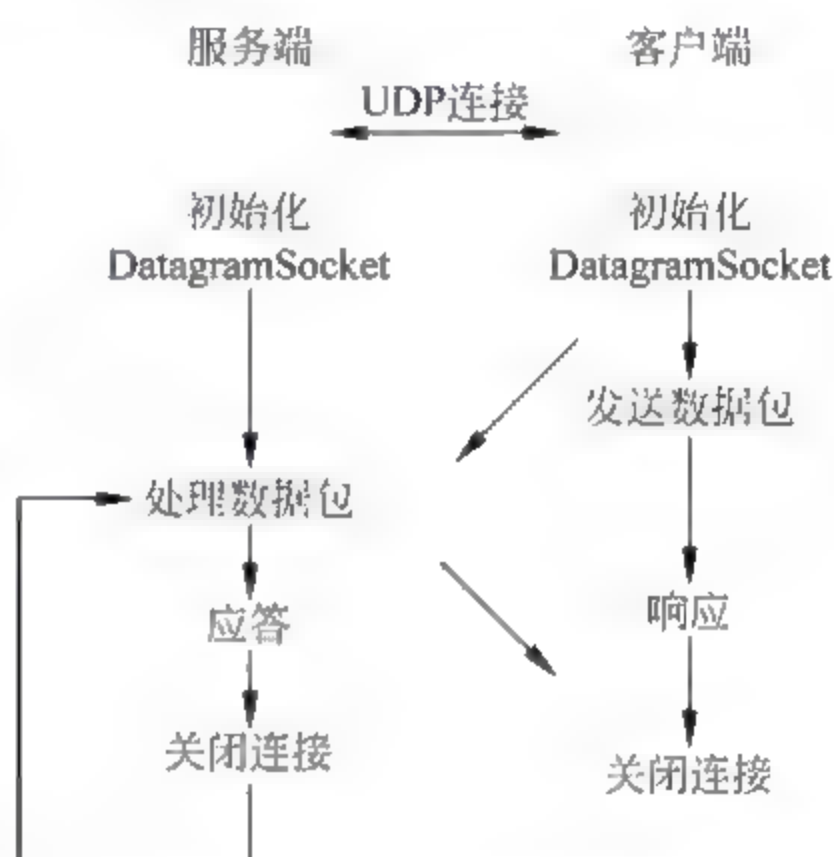 服务端
客户端
UDP连接
初始化
DatagramSocket
初始化
DatagramSocket
发送数据包
处理数据包
应答
响应
关闭连接
关闭连接